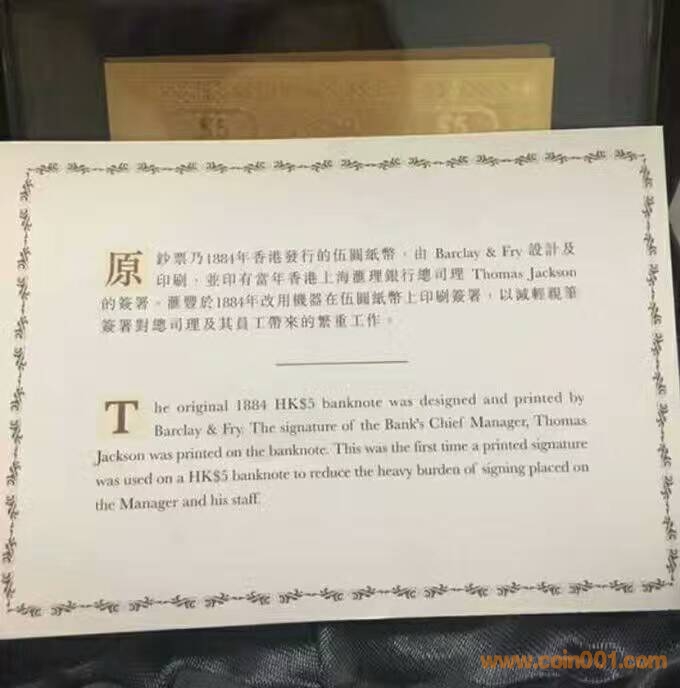 $5 $5
原鈔票乃1884年香港發行的伍圓紙幣，由 Barclay & Fry 設計及
印刷，並印有當年香港上海滙理銀行總司理 Thomas Jackson
的簽署。滙豐於1884年改用機器在伍圓紙幣上印刷簽署，以減輕親筆
簽署對總司理及其員工帶來的繁重工作。
The original 1884 HK$5 banknote was designed and printed by
Barclay & Fry. The signature of the Bank's Chief Manager, Thomas
Jackson was printed on the banknote. This was the first time a printed signature
was used on a HK$5 banknote to reduce the heavy burden of signing placed on
the Manager and his staff.
www.coin001.com